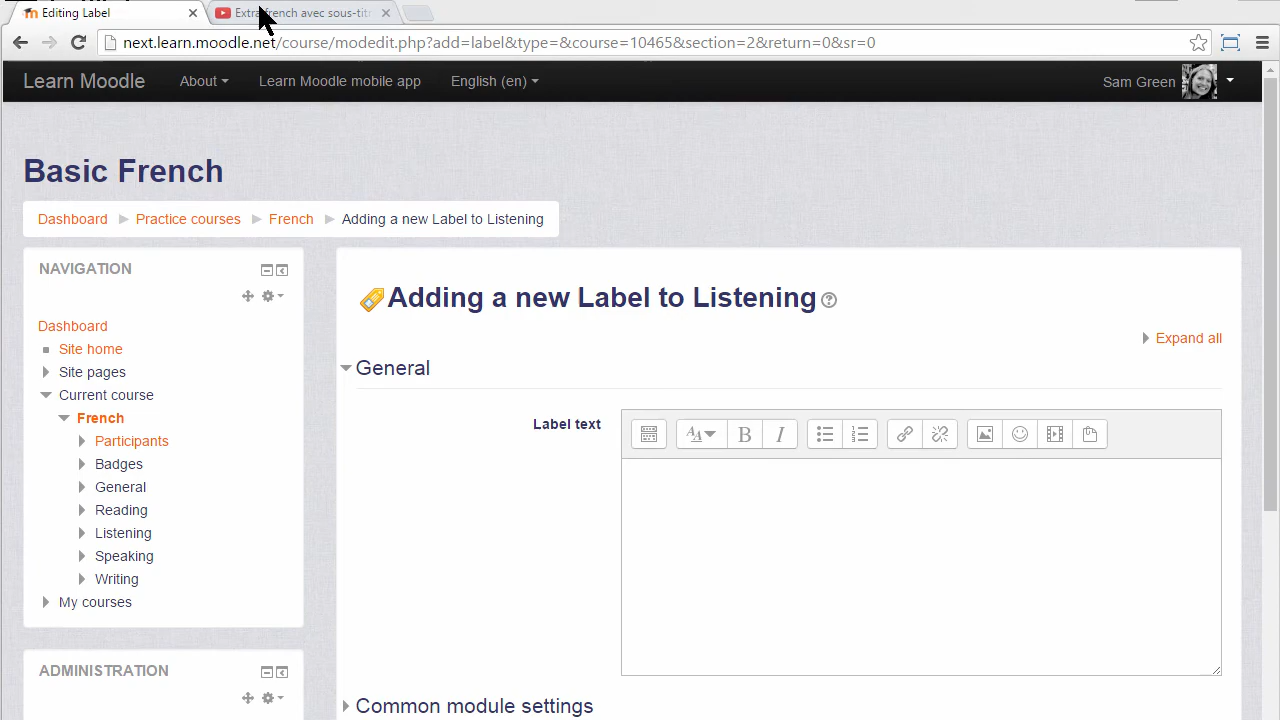 Editing Label
Extra french avec sous-titr
next.learn.moodle.net/course/modedit.php?add=label&type=&course=10465&section=2&return=0&sr=0
Learn Moodle About Learn Moodle mobile app English (en) Sam Green
Basic French
Dashboard Practice courses French Adding a new Label to Listening
NAVIGATION
Dashboard
Site home
Site pages
Current course
French
Participants
Badges
General
Reading
Listening
Speaking
Writing
My courses
ADMINISTRATION
Adding a new Label to Listening
Expand all
General
Label text
Common module settings